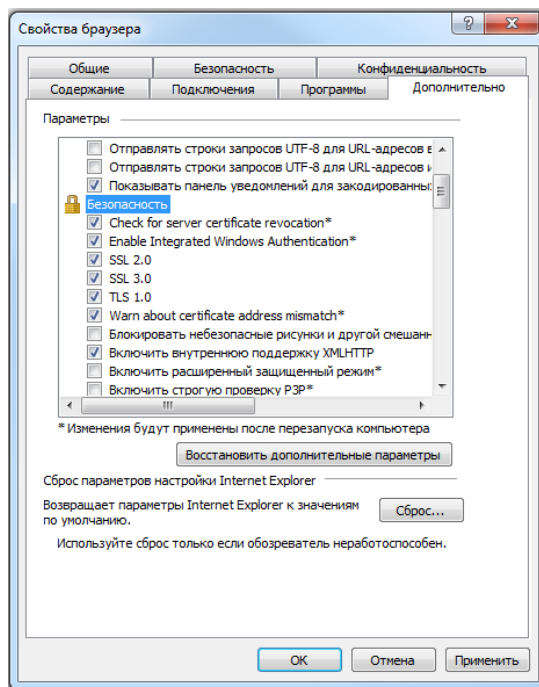 Свойства браузера
Общие
Безопасность
Конфиденциальность
Содержание
Подключения
Программы
Дополнительно
Параметры
Отправлять строки запросов UTF-8 для URL-адресов в
Отправлять строки запросов UTF-8 для URL-адресов и
Показывать панель уведомлений для закодированны
Безопасность
Check for server certificate revocation*
Enable Integrated Windows Authentication*
SSL 2.0
SSL 3.0
TLS 1.0
Warn about certificate address mismatch*
Блокировать небезопасные рисунки и другой смешанн
Включить внутреннюю поддержку XMLHTTP
Включить расширенный защищенный режим*
Включить строгую проверку P3P*
* Изменения будут применены после перезапуска компьютера
Восстановить дополнительные параметры
Сброс параметров настройки Internet Explorer
Возвращает параметры Internet Explorer к значениям
по умолчанию.
Сброс...
Используйте сброс только если обозреватель неработоспособен.
OK
Отмена
Применить